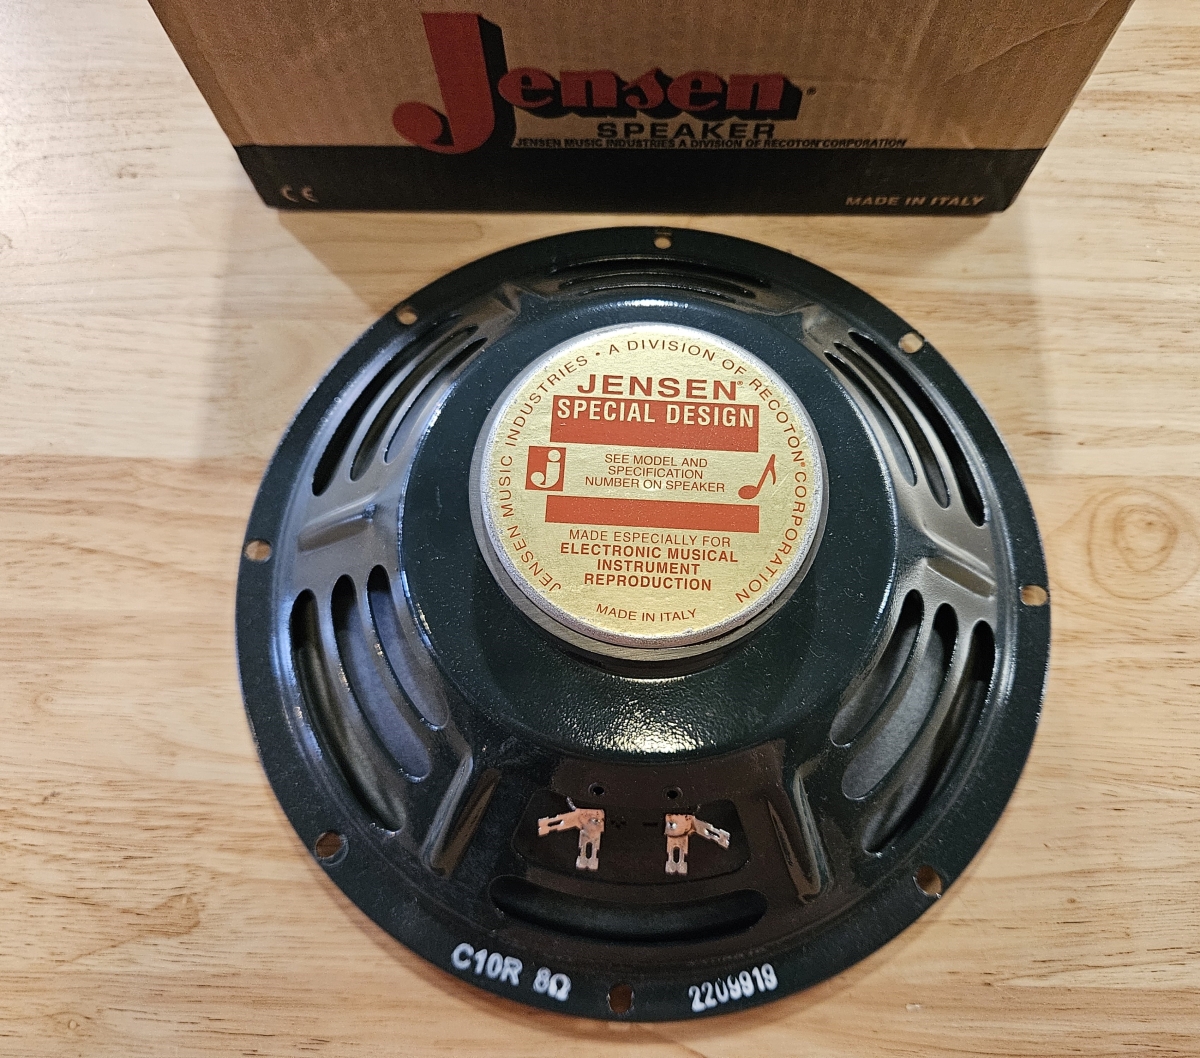 Jensen®
SPEAKER
JENSEN MUSIC INDUSTRIES A DIVISION OF RECOTON CORPORATION
CE
MADE IN ITALY
JENSEN MUSIC INDUSTRIES • A DIVISION OF RECOTON® CORPORATION
JENSEN®
SPECIAL DESIGN
j
SEE MODEL AND
SPECIFICATION
NUMBER ON SPEAKER
MADE ESPECIALLY FOR
ELECTRONIC MUSICAL
INSTRUMENT
REPRODUCTION
MADE IN ITALY
+ −
C10R 8Ω
2209919